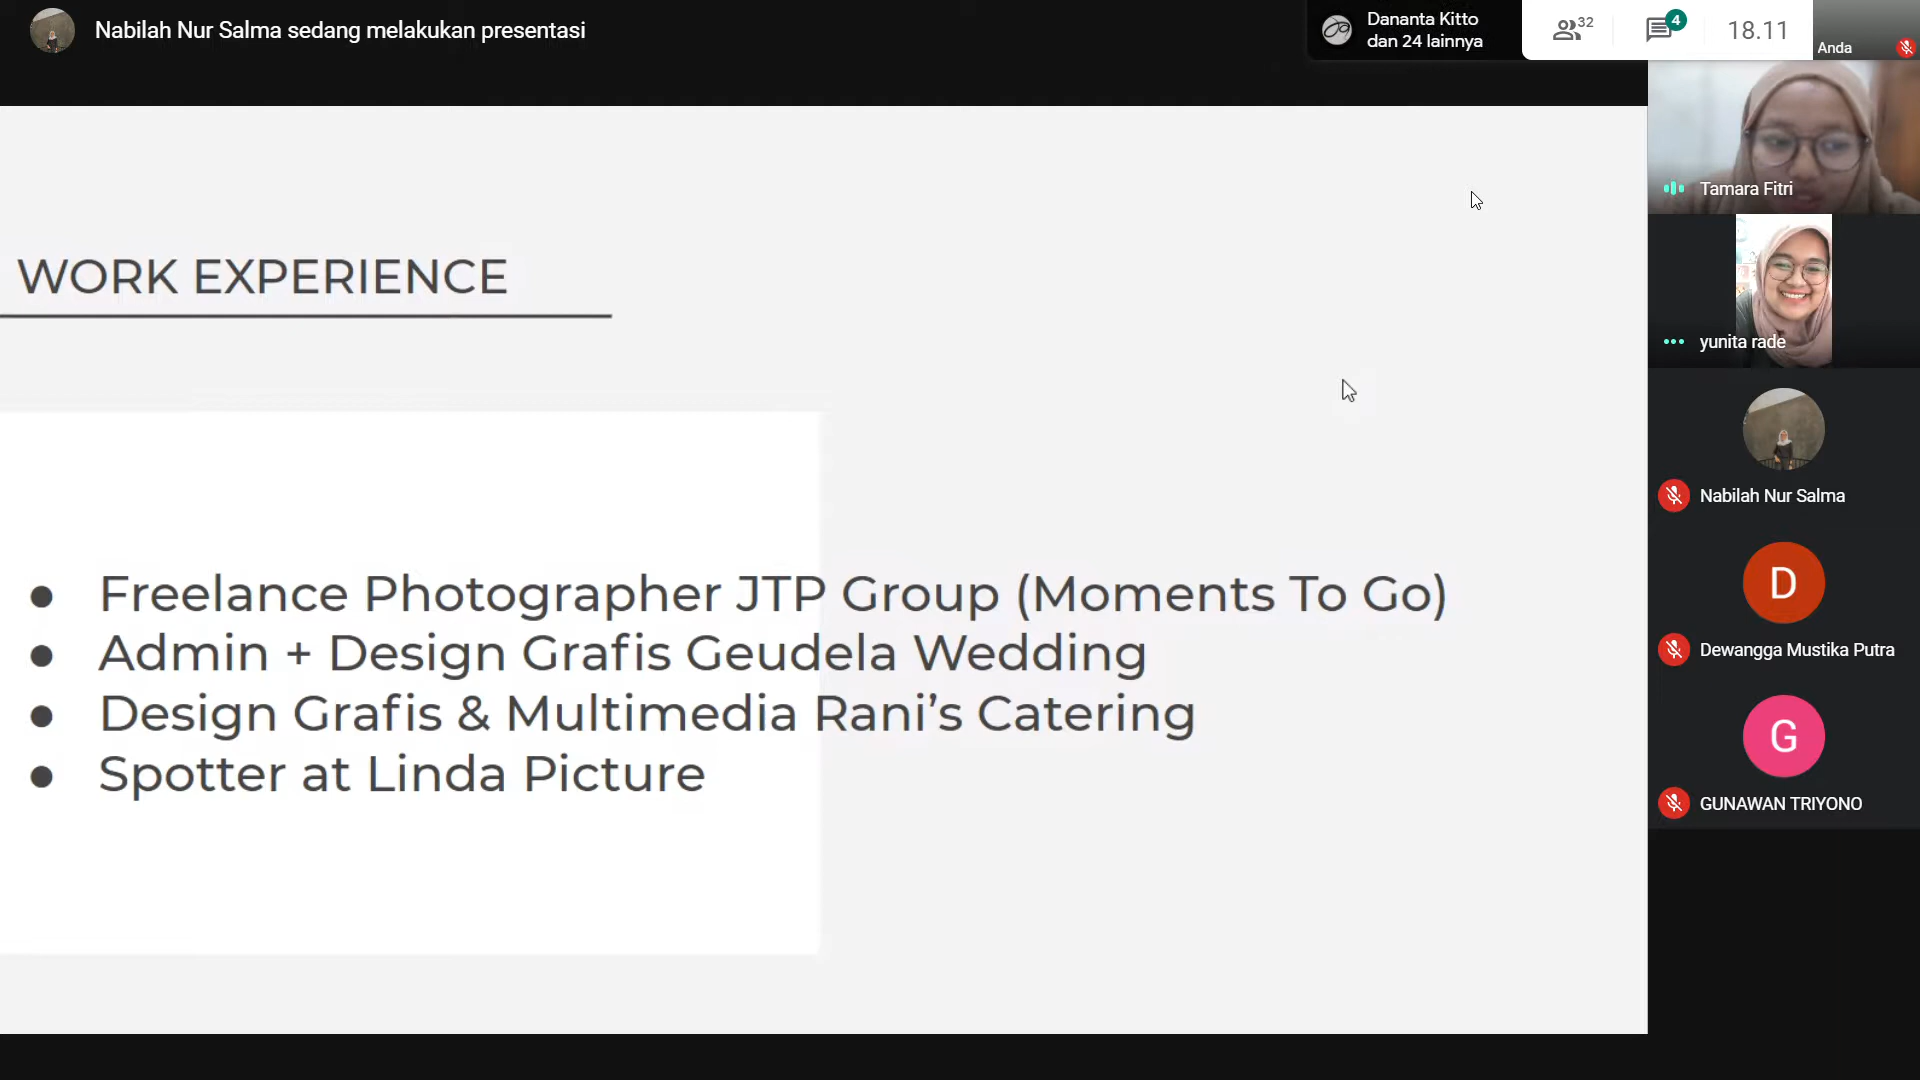 Nabilah Nur Salma sedang melakukan presentasi
Dananta Kitto
dan 24 lainnya
32
4
18.11
Anda
Tamara Fitri
yunita rade
Nabilah Nur Salma
D
Dewangga Mustika Putra
G
GUNAWAN TRIYONO
WORK EXPERIENCE
● Freelance Photographer JTP Group (Moments To Go)
● Admin + Design Grafis Geudela Wedding
● Design Grafis & Multimedia Rani’s Catering
● Spotter at Linda Picture